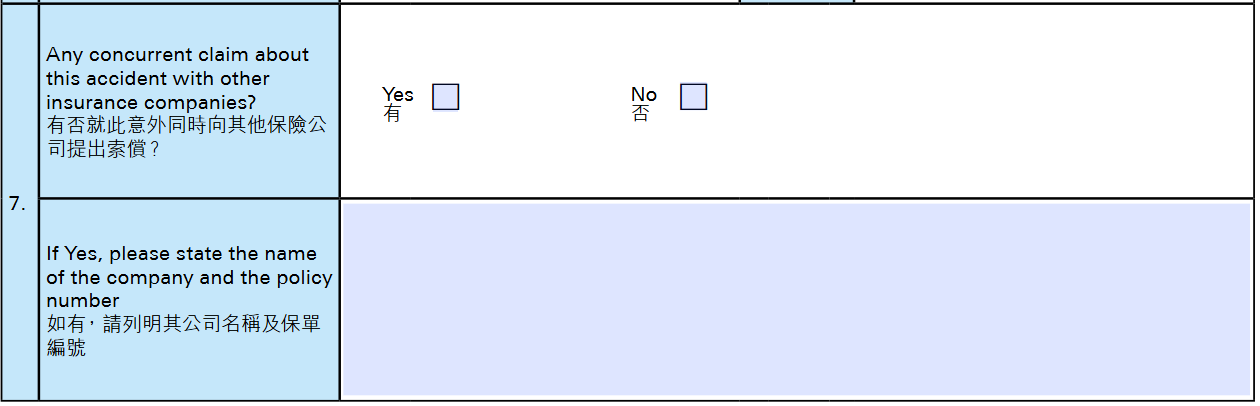 Any concurrent claim about
this accident with other
insurance companies?
有否就此意外同時向其他保險公
司提出索償？
Yes
有
No
否
7.
If Yes, please state the name
of the company and the policy
number
如有，請列明其公司名稱及保單
編號